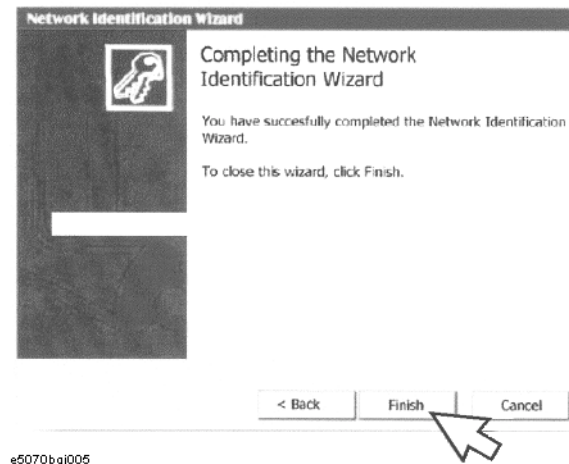 Network Identification Wizard
Completing the Network
Identification Wizard
You have succesfully completed the Network Identification
Wizard.
To close this wizard, click Finish.
< Back
Finish
Cancel
e5070bqi005